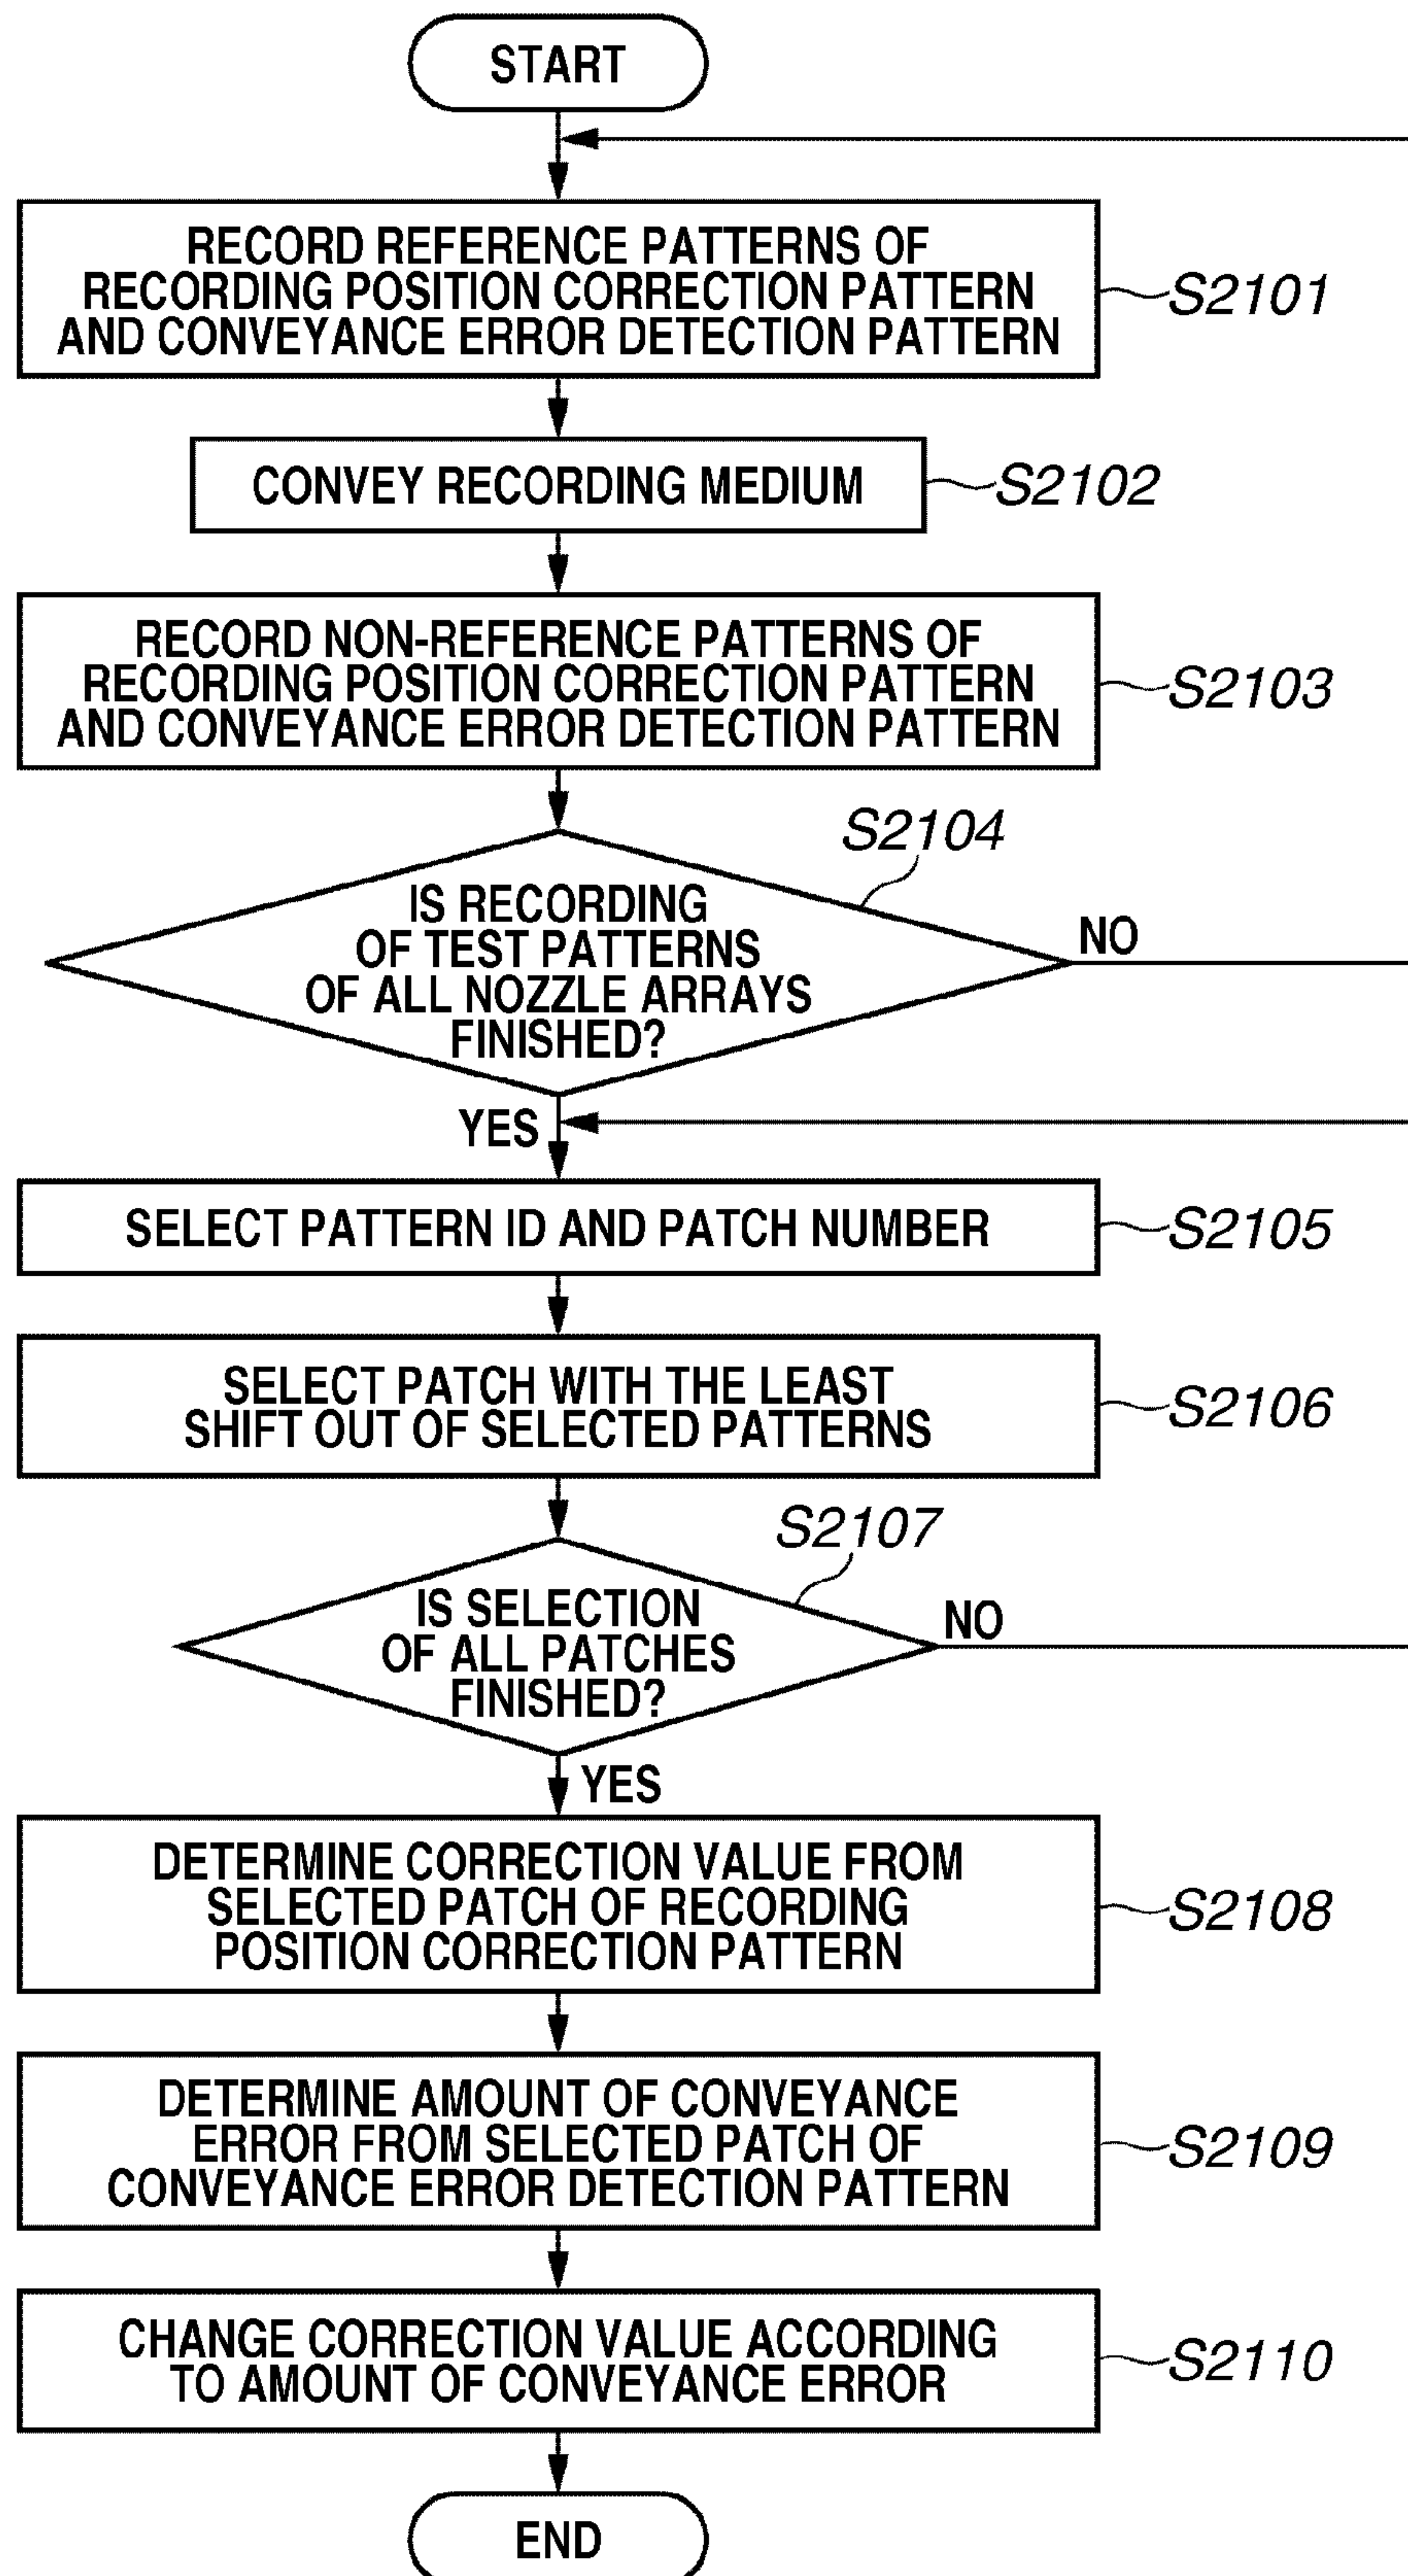 START
RECORD REFERENCE PATTERNS OF
RECORDING POSITION CORRECTION PATTERN
AND CONVEYANCE ERROR DETECTION PATTERN
S2101
CONVEY RECORDING MEDIUM
S2102
RECORD NON-REFERENCE PATTERNS OF
RECORDING POSITION CORRECTION PATTERN
AND CONVEYANCE ERROR DETECTION PATTERN
S2103
S2104
IS RECORDING
OF TEST PATTERNS
OF ALL NOZZLE ARRAYS
FINISHED?
NO
YES
SELECT PATTERN ID AND PATCH NUMBER
S2105
SELECT PATCH WITH THE LEAST
SHIFT OUT OF SELECTED PATTERNS
S2106
S2107
IS SELECTION
OF ALL PATCHES
FINISHED?
NO
YES
DETERMINE CORRECTION VALUE FROM
SELECTED PATCH OF RECORDING
POSITION CORRECTION PATTERN
S2108
DETERMINE AMOUNT OF CONVEYANCE
ERROR FROM SELECTED PATCH OF
CONVEYANCE ERROR DETECTION PATTERN
S2109
CHANGE CORRECTION VALUE ACCORDING
TO AMOUNT OF CONVEYANCE ERROR
S2110
END